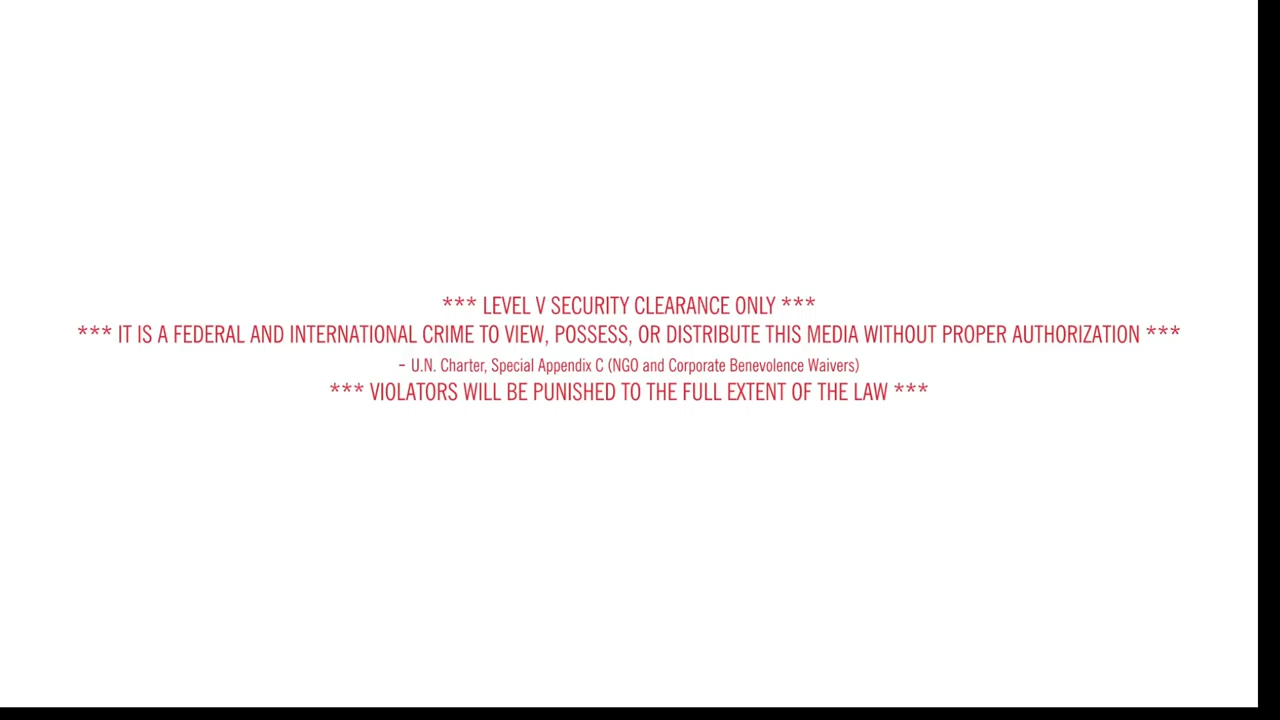 *** LEVEL V SECURITY CLEARANCE ONLY ***
*** IT IS A FEDERAL AND INTERNATIONAL CRIME TO VIEW, POSSESS, OR DISTRIBUTE THIS MEDIA WITHOUT PROPER AUTHORIZATION ***
– U.N. Charter, Special Appendix C (NGO and Corporate Benevolence Waivers)
*** VIOLATORS WILL BE PUNISHED TO THE FULL EXTENT OF THE LAW ***